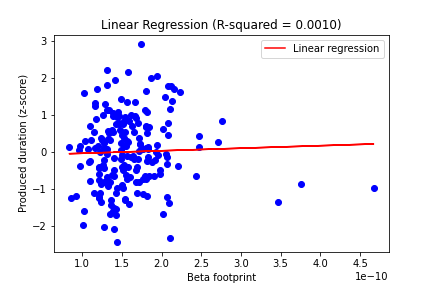 Linear Regression (R-squared = 0.0010)
Linear regression
Produced duration (z-score)
3
2
1
0
−1
−2
1.0 1.5 2.0 2.5 3.0 3.5 4.0 4.5
1e−10
Beta footprint